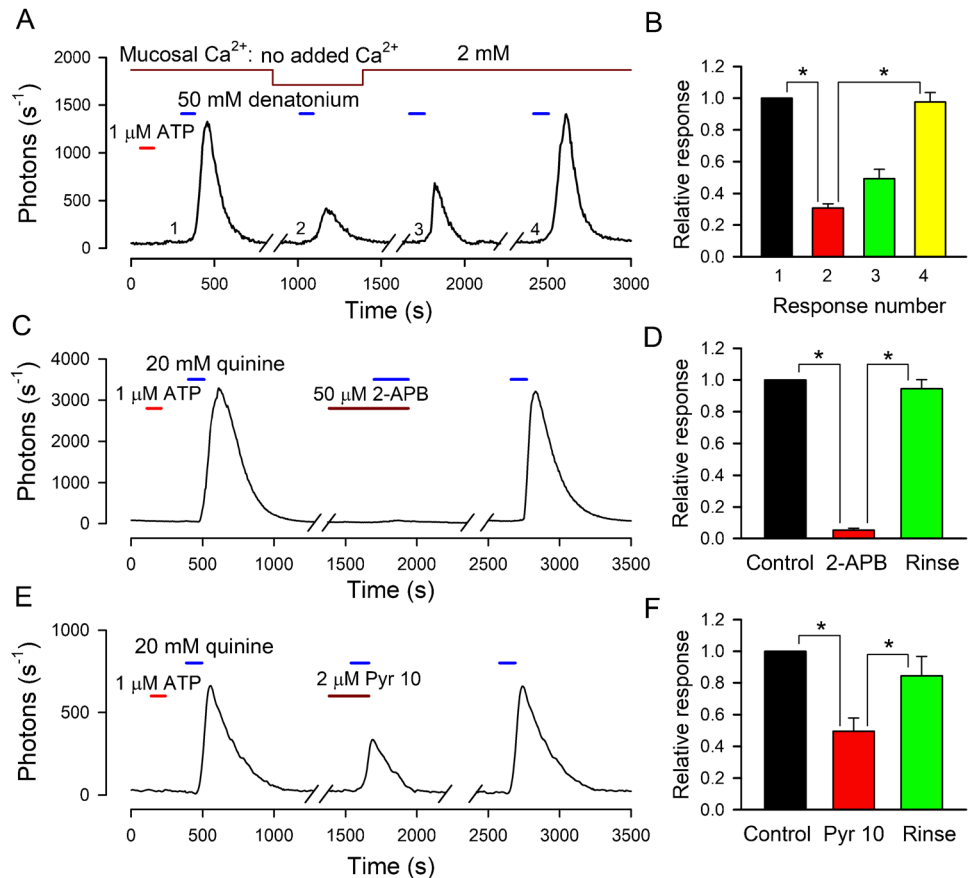 A
Mucosal Ca2+: no added Ca2+ 2 mM
50 mM denatonium
1 μM ATP
1 2 3 4
Photons (s-1)
2000
1500
1000
500
0
0 500 1000 1500 2000 2500 3000
Time (s)
B
* *
Relative response
1.2
1.0
0.8
0.6
0.4
0.2
0.0
1 2 3 4
Response number
C
20 mM quinine
1 μM ATP 50 μM 2-APB
Photons (s-1)
4000
3000
2000
1000
0
0 500 1000 1500 2000 2500 3000 3500
Time (s)
D
* *
Relative response
1.2
1.0
0.8
0.6
0.4
0.2
0.0
Control 2-APB Rinse
E
20 mM quinine
1 μM ATP 2 μM Pyr 10
Photons (s-1)
1000
500
0
0 500 1000 1500 2000 2500 3000 3500
Time (s)
F
* *
Relative response
1.2
1.0
0.8
0.6
0.4
0.2
0.0
Control Pyr 10 Rinse